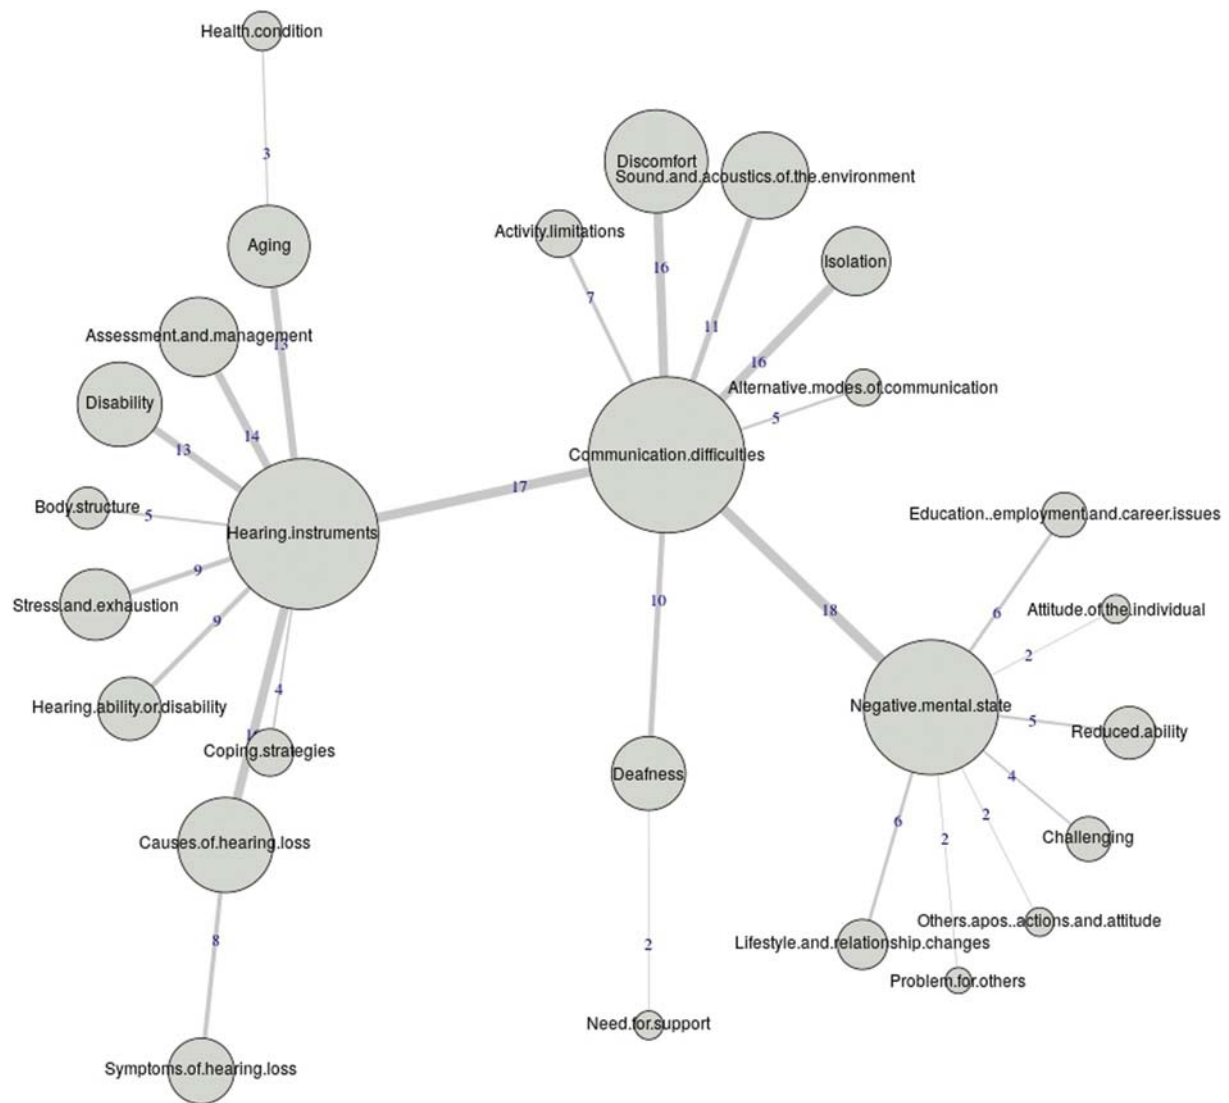 Health.condition
3
Aging
Discomfort
Sound.and.acoustics.of.the.environment
Activity.limitations
Isolation
16
7
11
16
Assessment.and.management
13
Alternative.modes.of.communication
5
Disability
14
13
Communication.difficulties
Body.structure
5
Hearing.instruments
17
Education..employment.and.career.issues
9
Stress.and.exhaustion
10
18
6
Attitude.of.the.individual
2
9
Hearing.ability.or.disability
4
Coping.strategies
Negative.mental.state
5
Reduced.ability
Deafness
4
Causes.of.hearing.loss
6
2
2
Challenging
8
2
Lifestyle.and.relationship.changes
Others.apos..actions.and.attitude
Problem.for.others
Need.for.support
Symptoms.of.hearing.loss